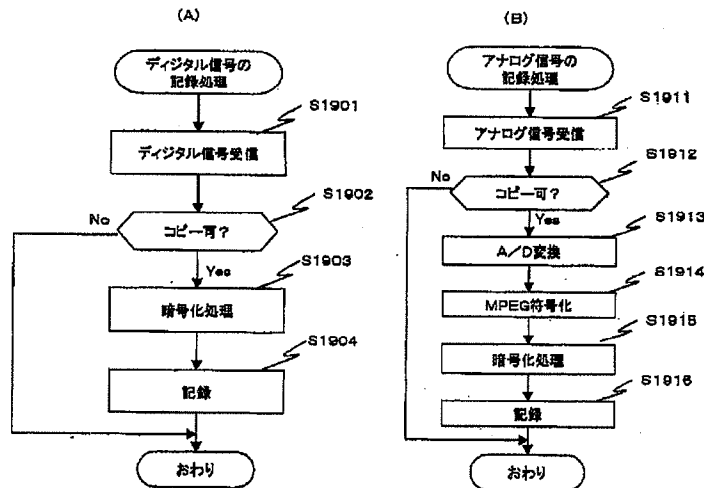 (A)
ディジタル信号の
記録処理
S1901
ディジタル信号受信
S1902
コピー可?
No
Yes
S1903
暗号化処理
S1904
記録
おわり
(B)
アナログ信号の
記録処理
S1911
アナログ信号受信
S1912
コピー可?
No
Yes
S1913
A/D変換
S1914
MPEG符号化
S1915
暗号化処理
S1916
記録
おわり